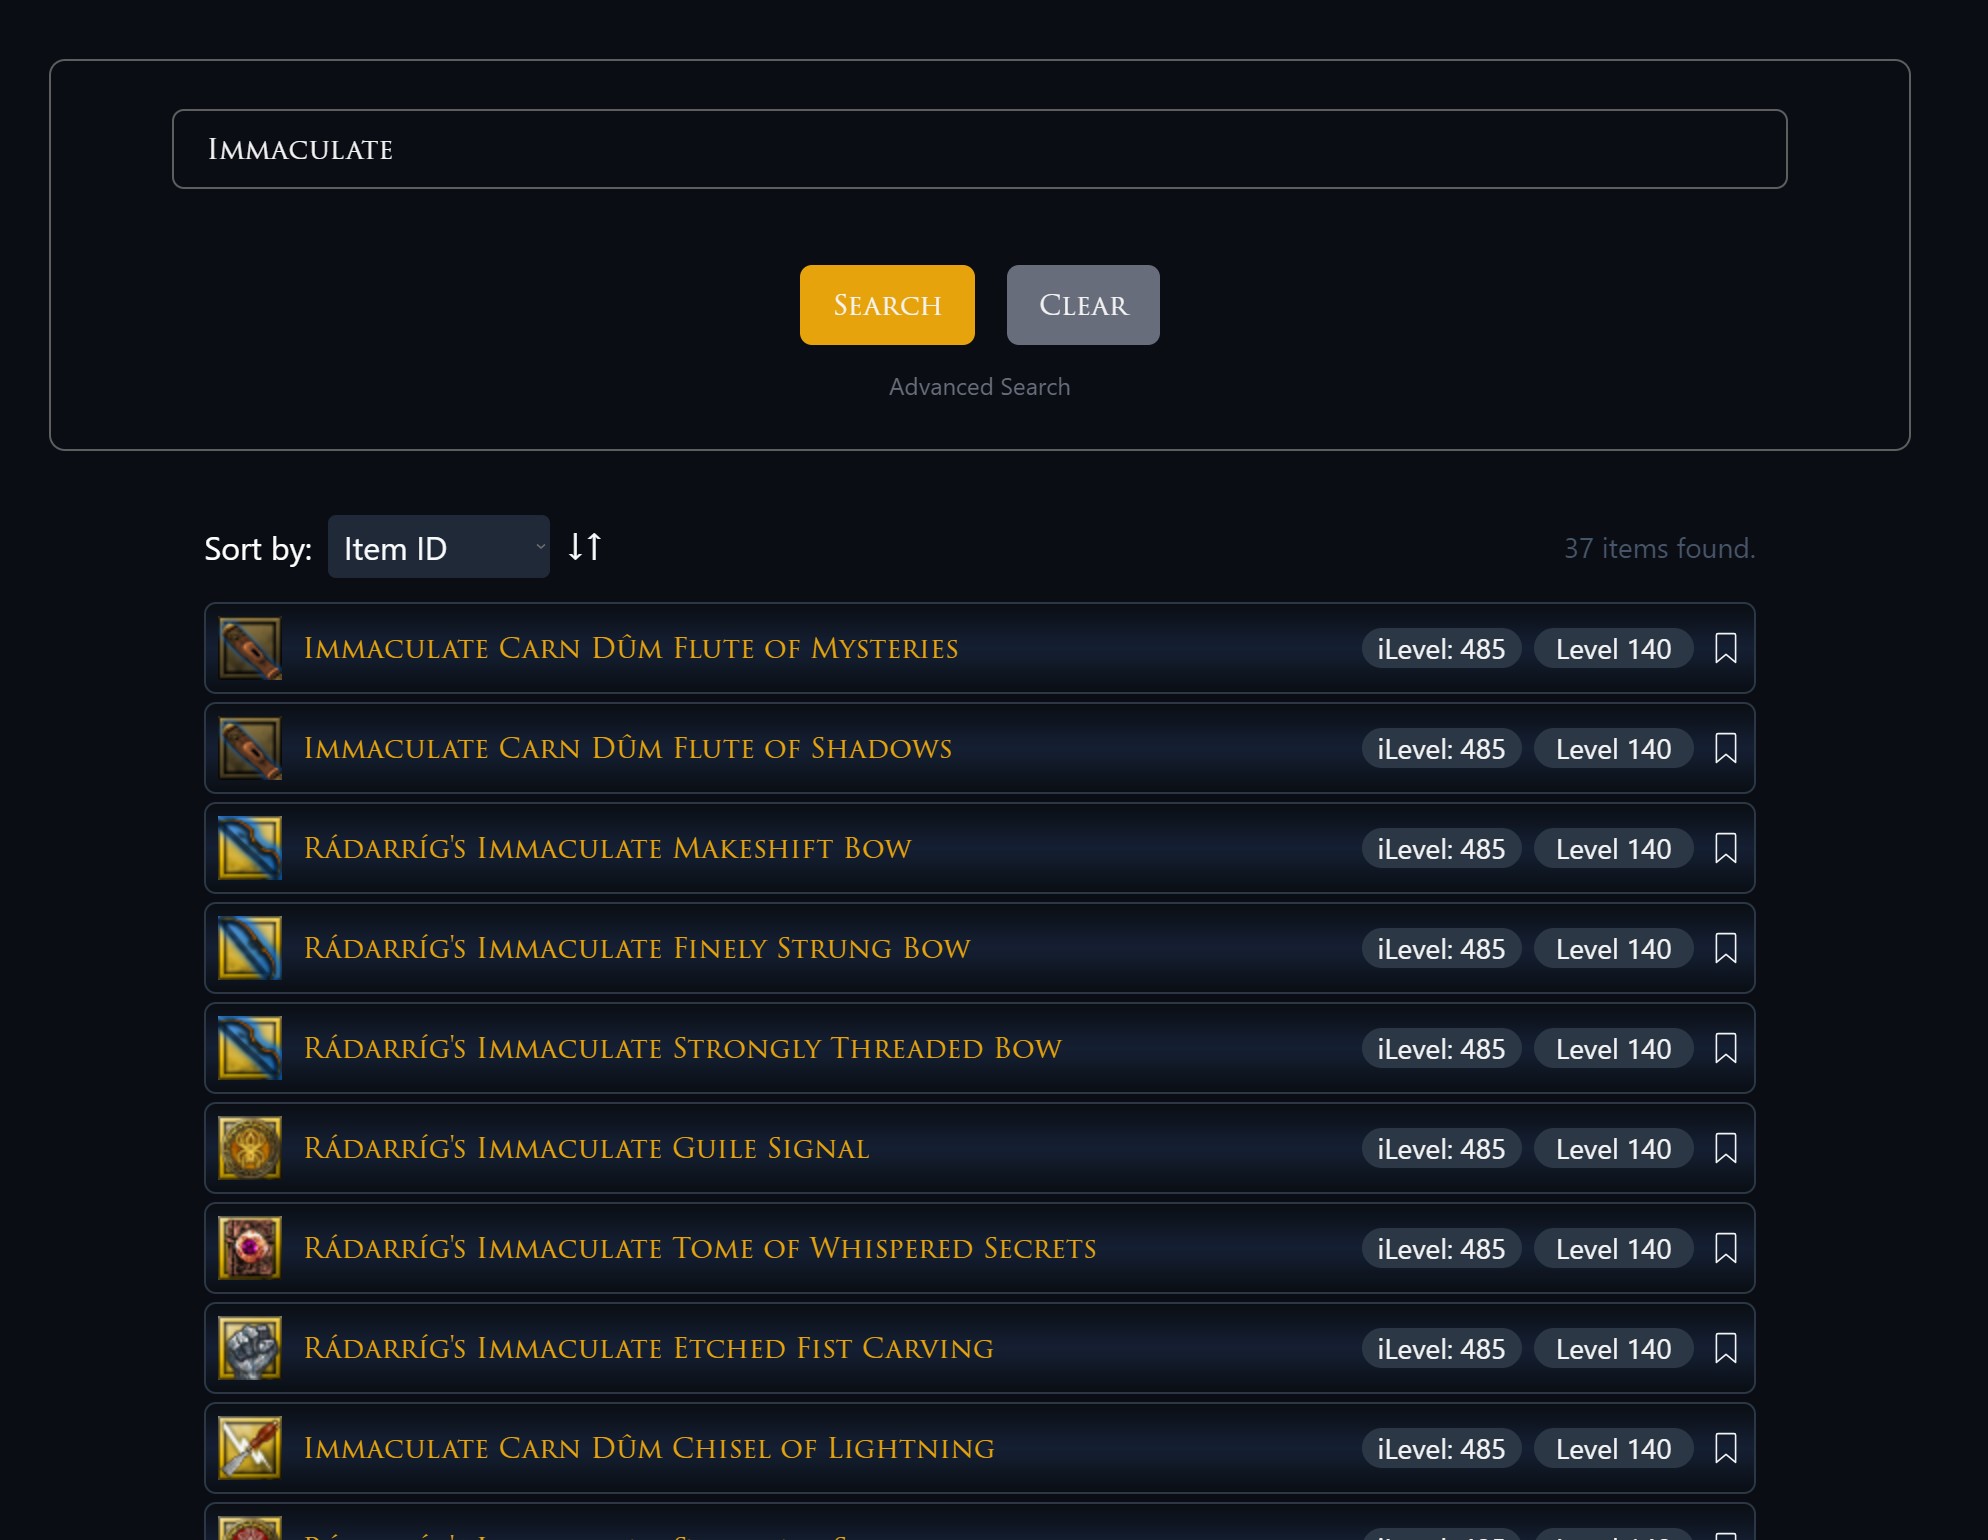 Immaculate
Search Clear
Advanced Search
Sort by: Item ID 37 items found.
Immaculate Carn Dûm Flute of Mysteries iLevel: 485 Level 140
Immaculate Carn Dûm Flute of Shadows iLevel: 485 Level 140
Rádarríg's Immaculate Makeshift Bow iLevel: 485 Level 140
Rádarríg's Immaculate Finely Strung Bow iLevel: 485 Level 140
Rádarríg's Immaculate Strongly Threaded Bow iLevel: 485 Level 140
Rádarríg's Immaculate Guile Signal iLevel: 485 Level 140
Rádarríg's Immaculate Tome of Whispered Secrets iLevel: 485 Level 140
Rádarríg's Immaculate Etched Fist Carving iLevel: 485 Level 140
Immaculate Carn Dûm Chisel of Lightning iLevel: 485 Level 140